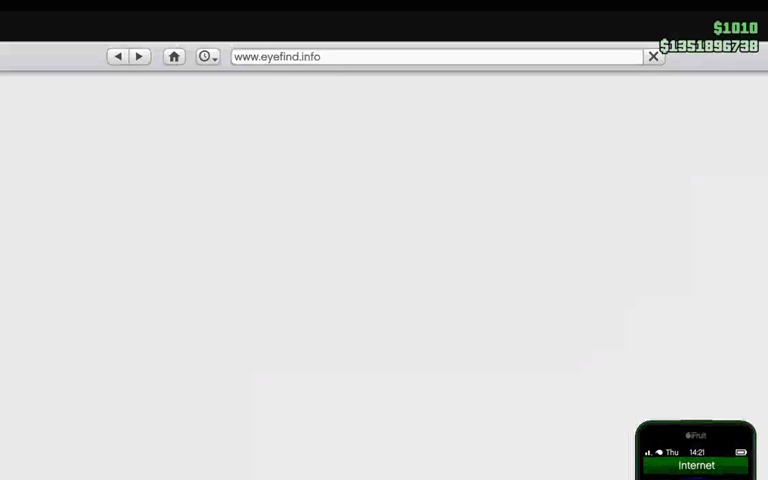 $1010
$1351896738
www.eyefind.info
iFruit
Thu 14:21
Internet